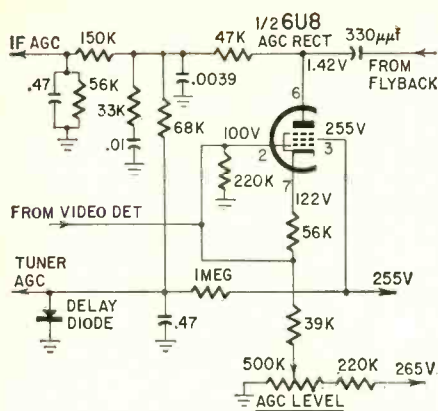 IF AGC
150K
47K
1/2 6U8
AGC RECT
330µµf
1.42V
FROM
FLYBACK
.47
56K
33K
.0039
.01
68K
6
100V
255V
2
3
220K
7
122V
FROM VIDEO DET
56K
TUNER
AGC
1MEG
255V
DELAY
DIODE
.47
39K
500K
220K
265V
AGC LEVEL